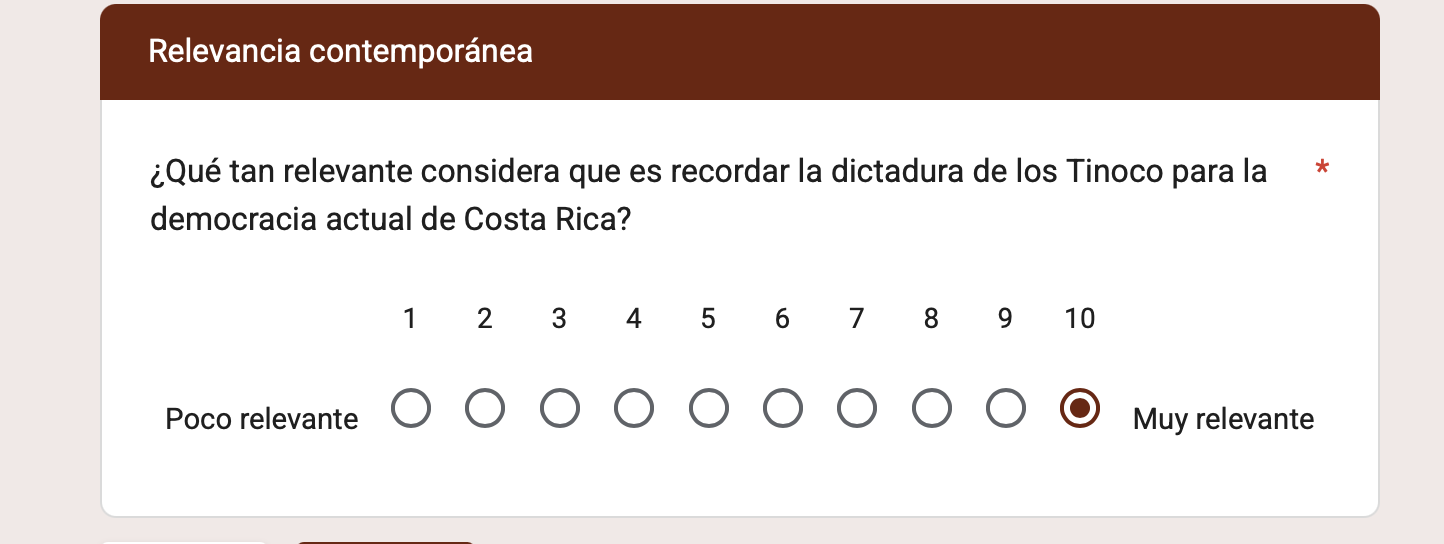 Relevancia contemporánea
¿Qué tan relevante considera que es recordar la dictadura de los Tinoco para la *
democracia actual de Costa Rica?
1 2 3 4 5 6 7 8 9 10
Poco relevante Muy relevante